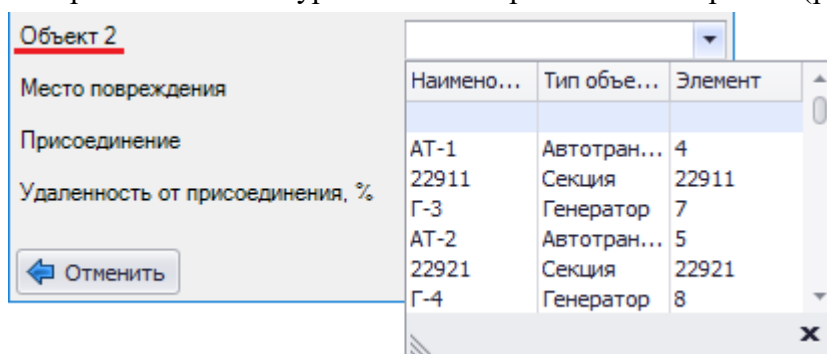 Объект 2
Место повреждения
Присоединение
Удаленность от присоединения, %
Отменить
Наимено... Тип объе... Элемент
АТ-1 Автотран... 4
22911 Секция 22911
Г-3 Генератор 7
АТ-2 Автотран... 5
22921 Секция 22921
Г-4 Генератор 8